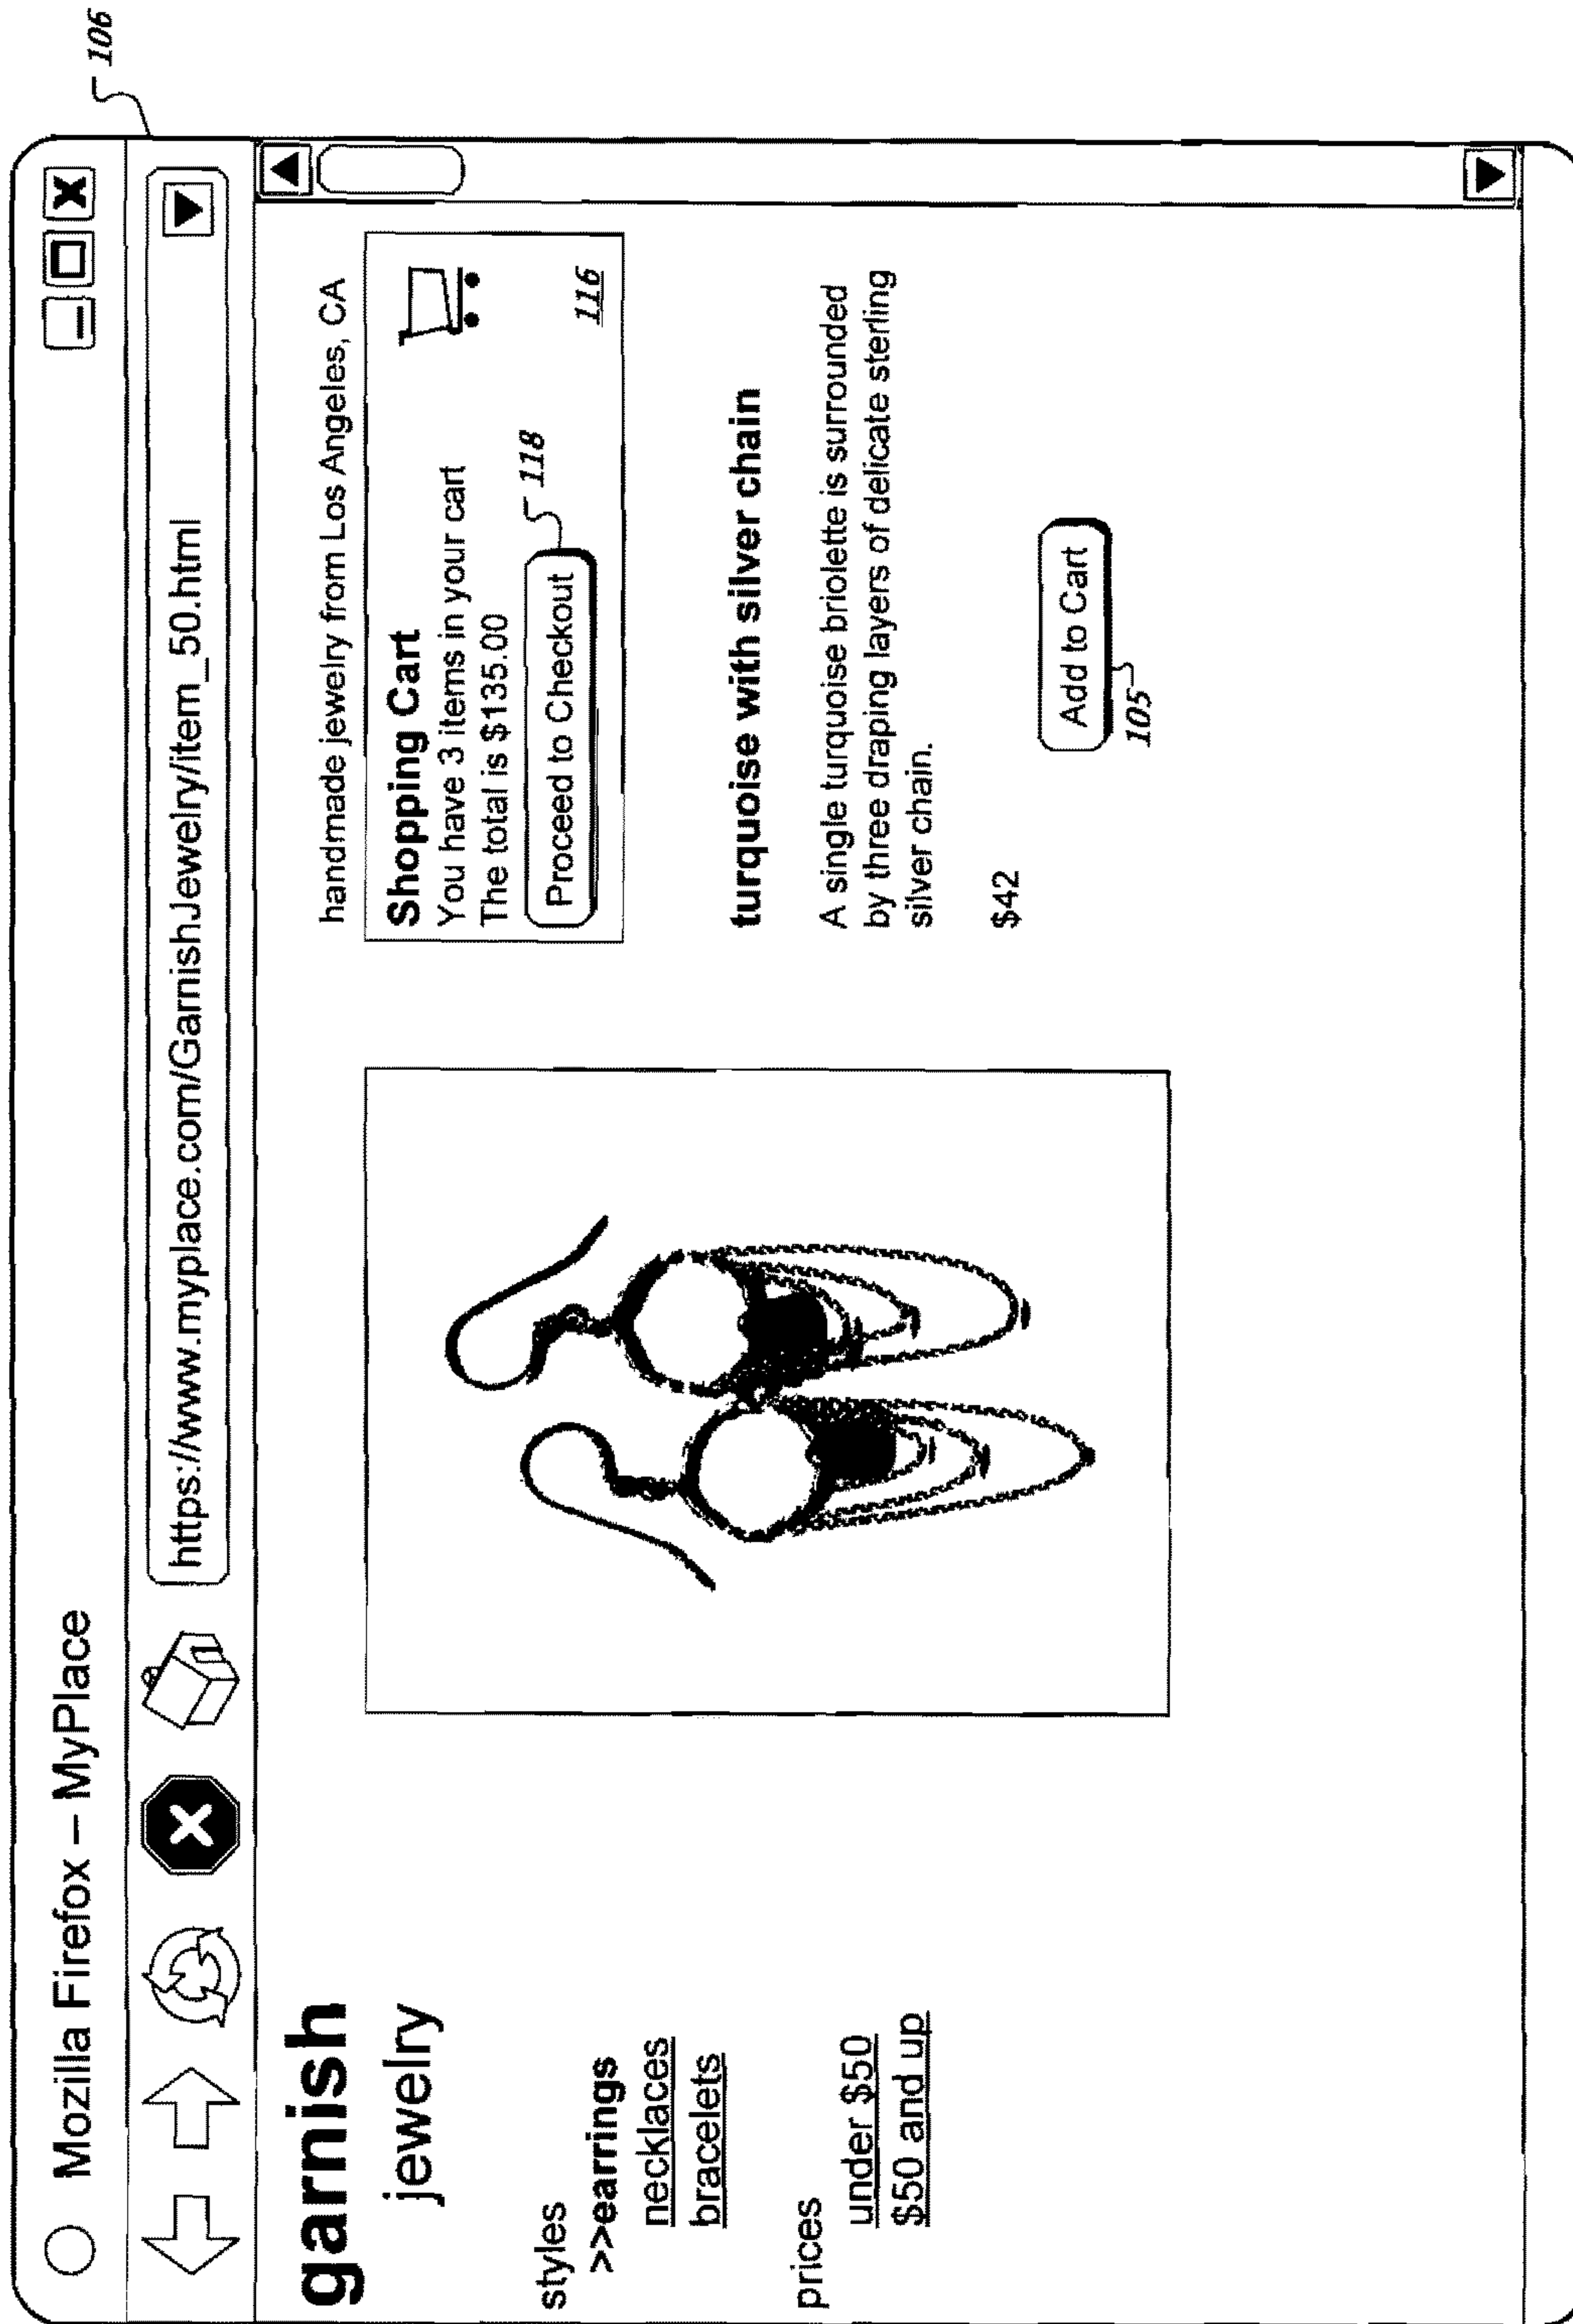 106
Mozilla Firefox – MyPlace
https://www.myplace.com/GarnishJewelry/item_50.html
garnish
jewelry
styles
>>earrings
necklaces
bracelets
prices
under $50
$50 and up
handmade jewelry from Los Angeles, CA
Shopping Cart
You have 3 items in your cart
The total is $135.00
Proceed to Checkout
118
116
turquoise with silver chain
A single turquoise briolette is surrounded
by three draping layers of delicate sterling
silver chain.
$42
Add to Cart
105